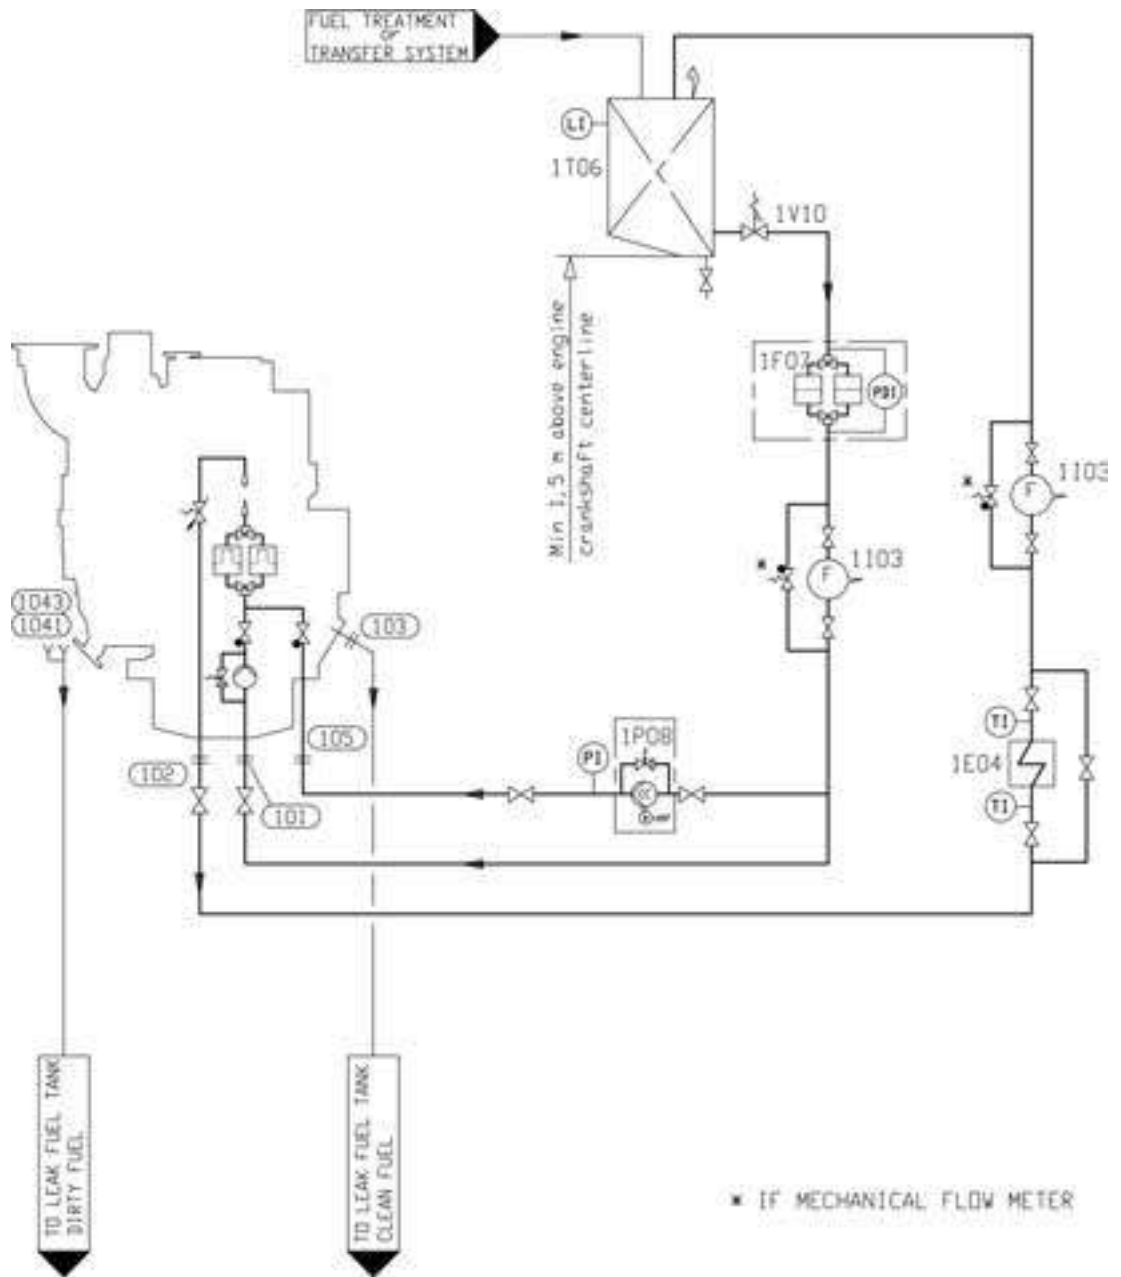 FUEL TREATMENT
or
TRANSFER SYSTEM
LI
1T06
1V10
Min 1,5 m above engine
crankshaft centerline
1F07
PDI
*
F
1I03
*
F
1I03
1043
1041
103
105
102
101
PI
1P08
TI
1E04
TI
TO LEAK FUEL TANK
DIRTY FUEL
TO LEAK FUEL TANK
CLEAN FUEL
* IF MECHANICAL FLOW METER